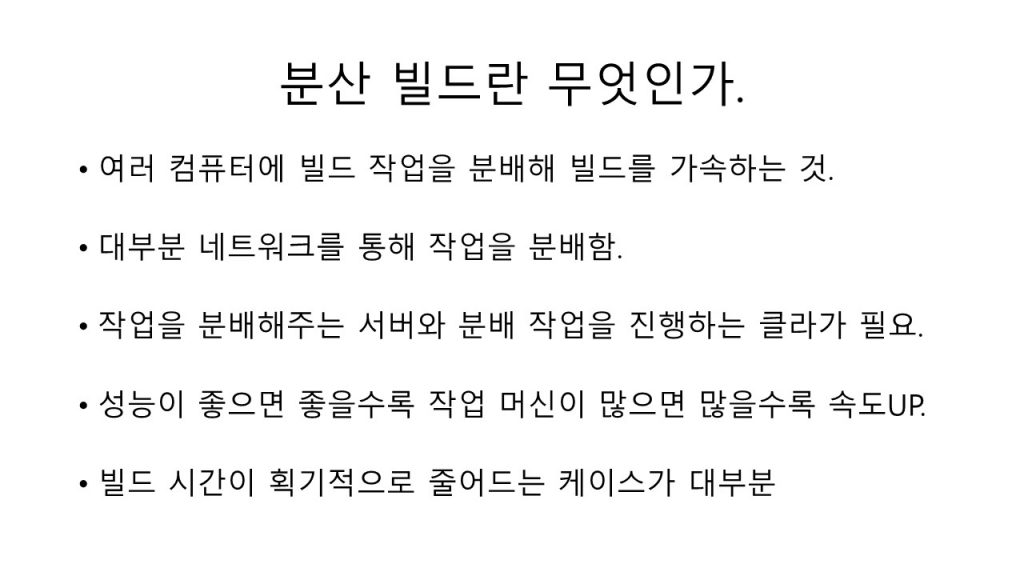 분산 빌드란 무엇인가.
• 여러 컴퓨터에 빌드 작업을 분배해 빌드를 가속하는 것.
• 대부분 네트워크를 통해 작업을 분배함.
• 작업을 분배해주는 서버와 분배 작업을 진행하는 클라가 필요.
• 성능이 좋으면 좋을수록 작업 머신이 많으면 많을수록 속도UP.
• 빌드 시간이 획기적으로 줄어드는 케이스가 대부분